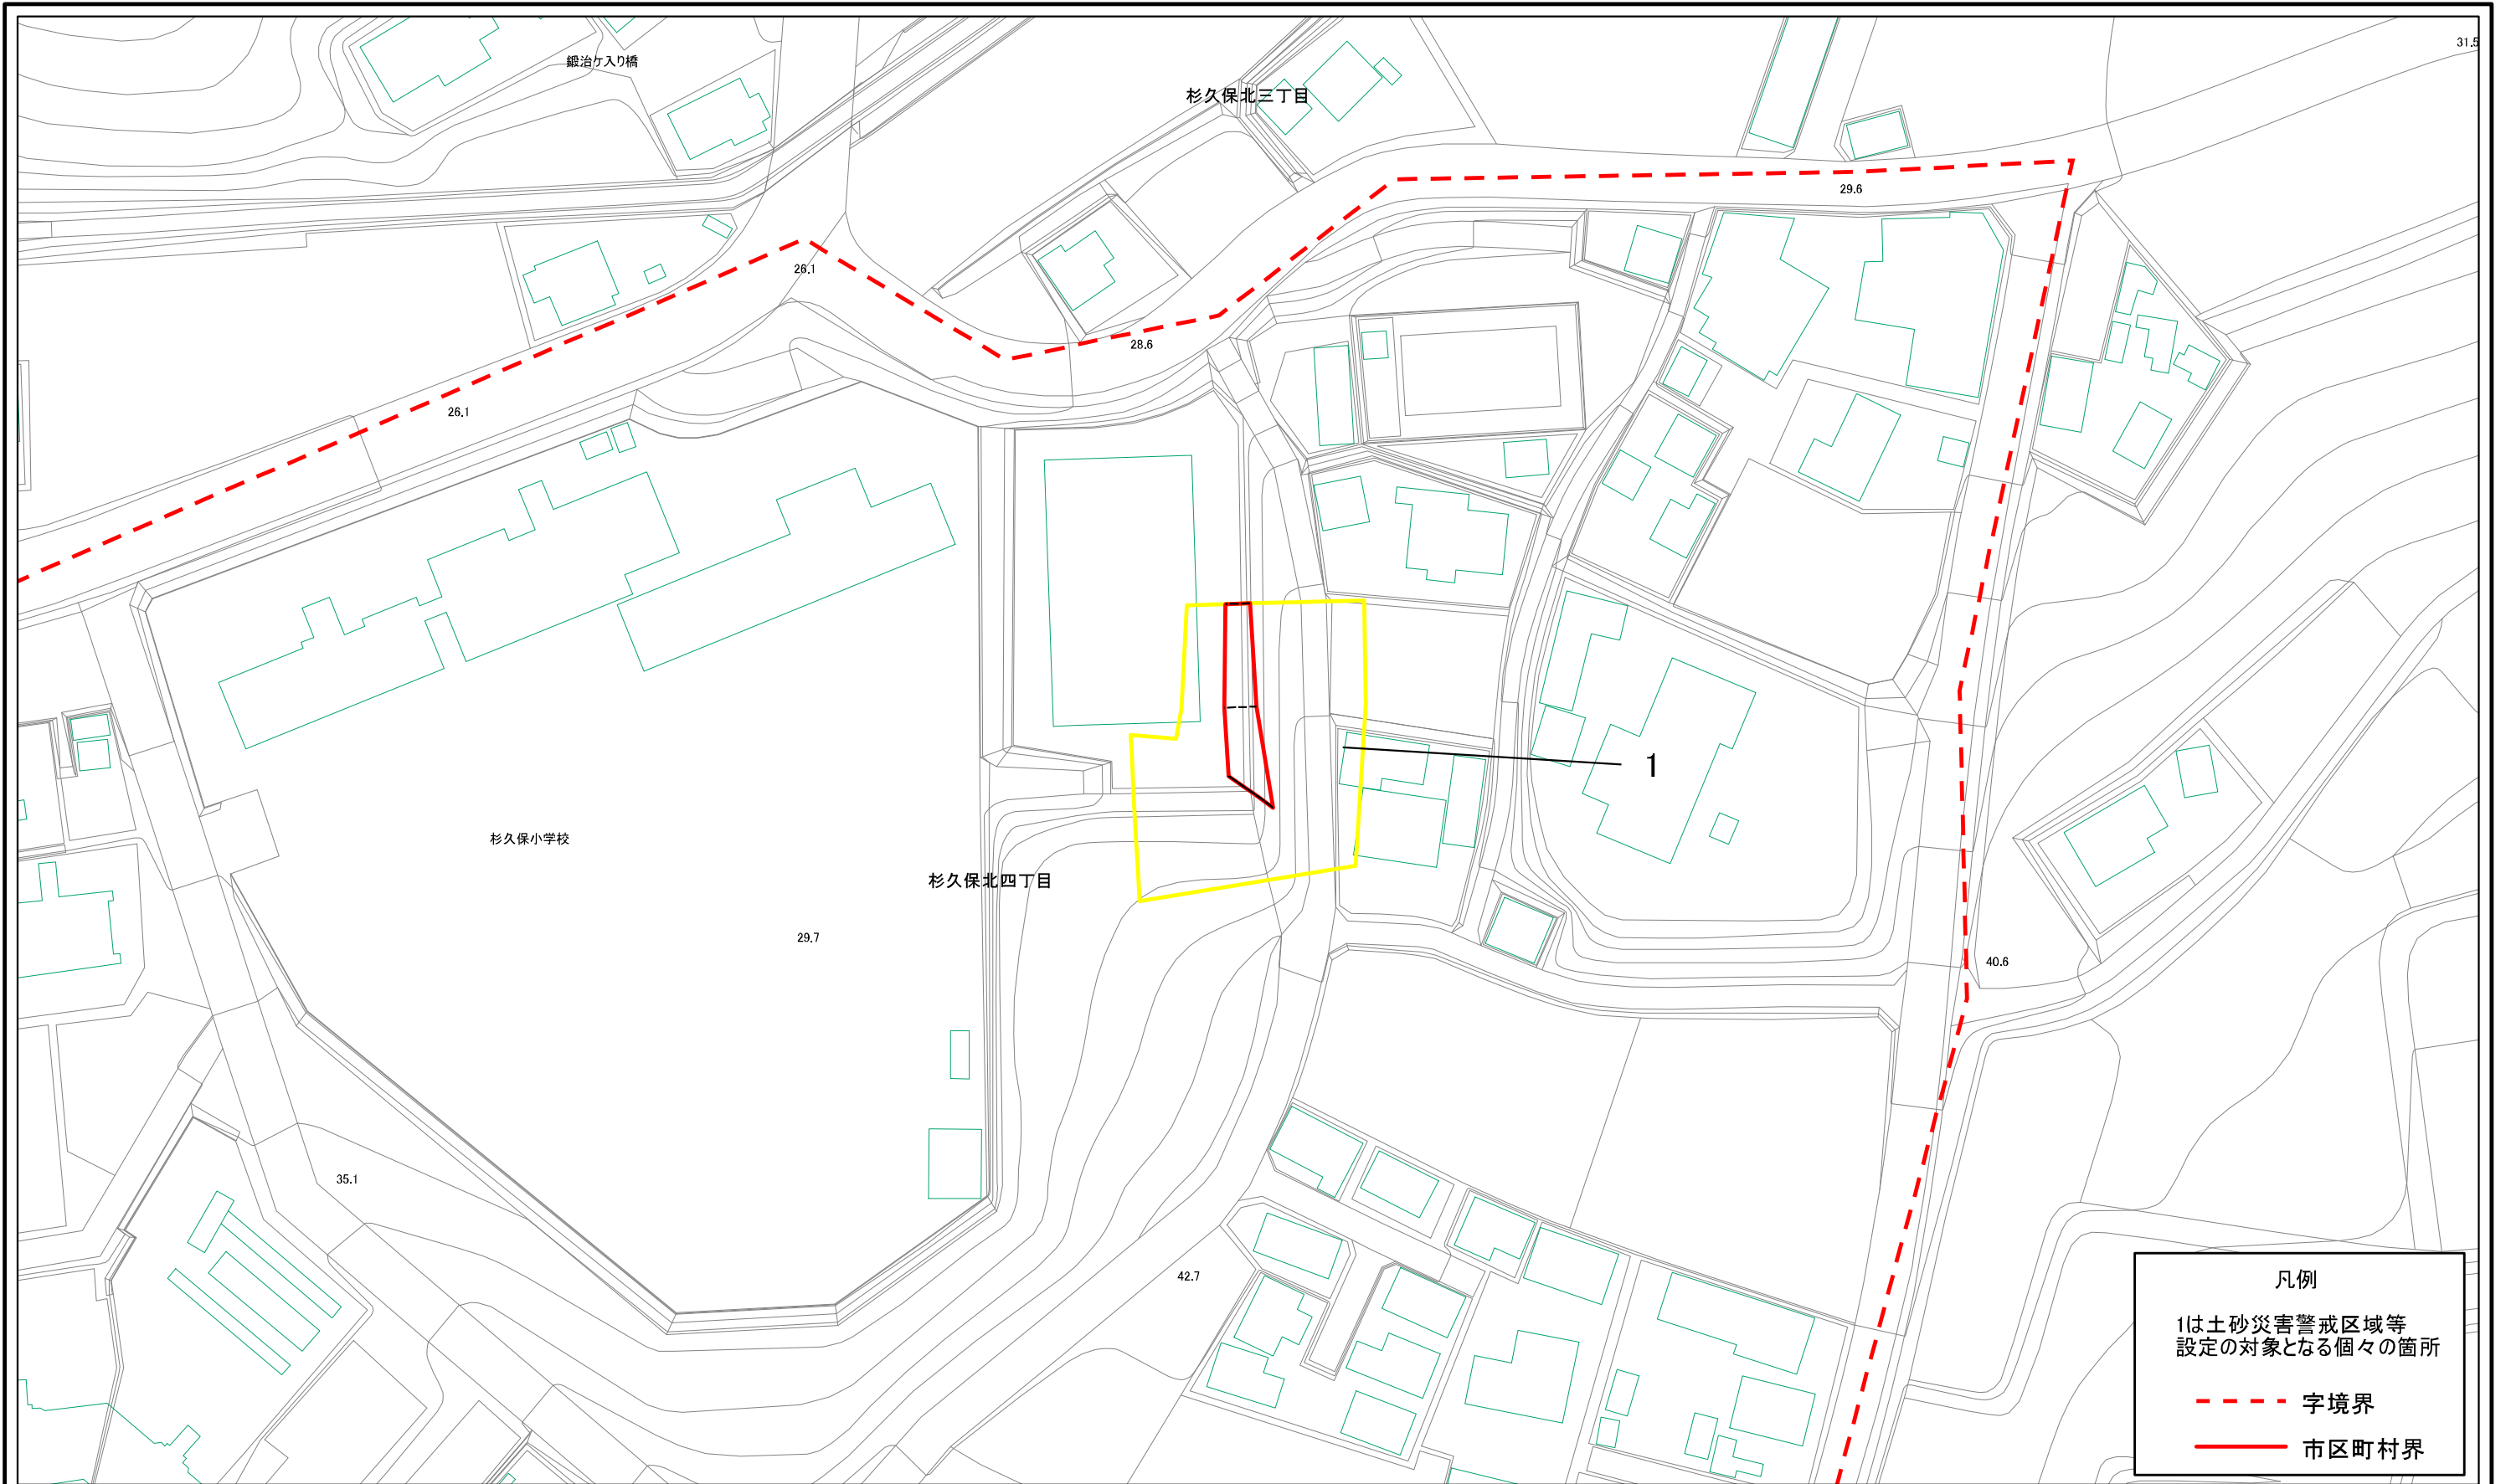 31.5
鍛治ケ入り橋
杉久保北三丁目
29.6
26.1
28.6
26.1
1
杉久保小学校
杉久保北四丁目
29.7
40.6
35.1
42.7
凡例
1は土砂災害警戒区域等
設定の対象となる個々の箇所
字境界
市区町村界